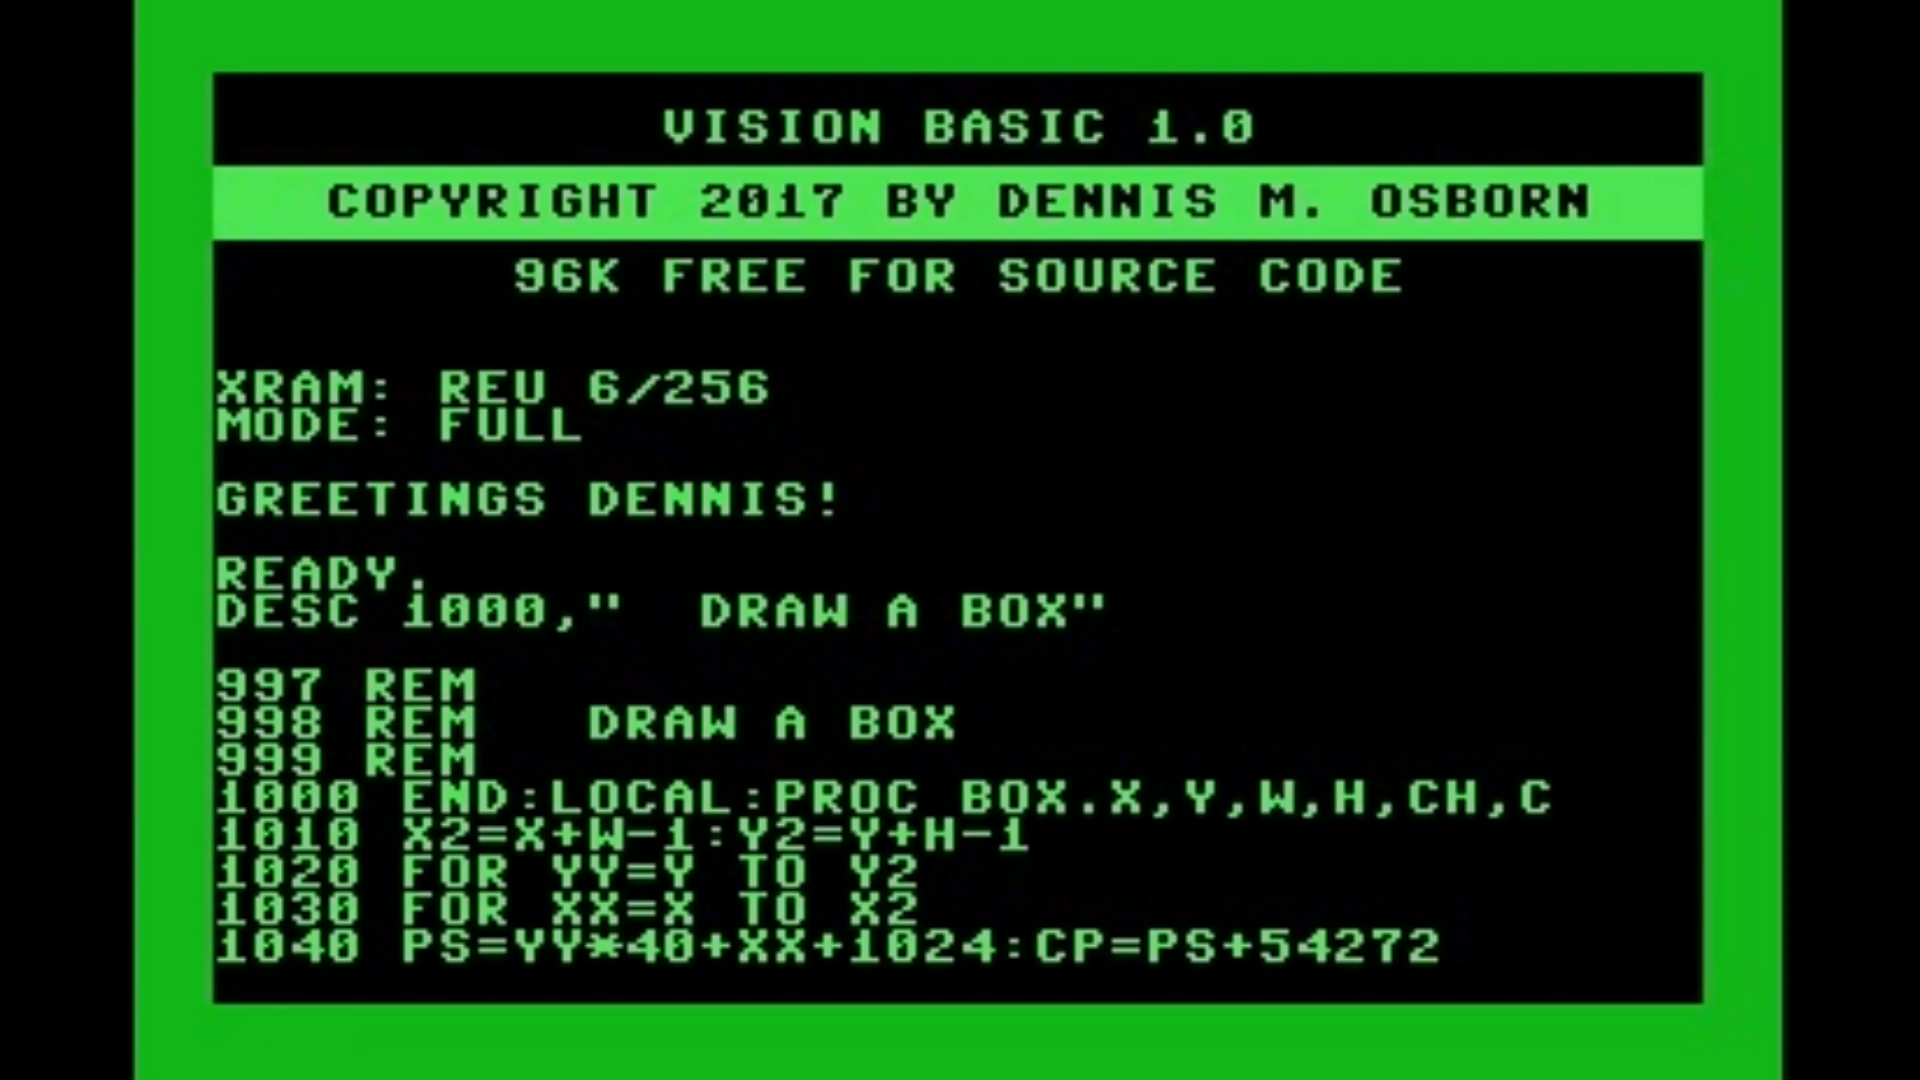 VISION BASIC 1.0
COPYRIGHT 2017 BY DENNIS M. OSBORN
96K FREE FOR SOURCE CODE
XRAM: REU 6/256
MODE: FULL
GREETINGS DENNIS!
READY.
DESC 1000,"  DRAW A BOX"
997 REM
998 REM   DRAW A BOX
999 REM
1000 END:LOCAL:PROC BOX.X,Y,W,H,CH,C
1010 X2=X+W-1:Y2=Y+H-1
1020 FOR YY=Y TO Y2
1030 FOR XX=X TO X2
1040 PS=YY*40+XX+1024:CP=PS+54272